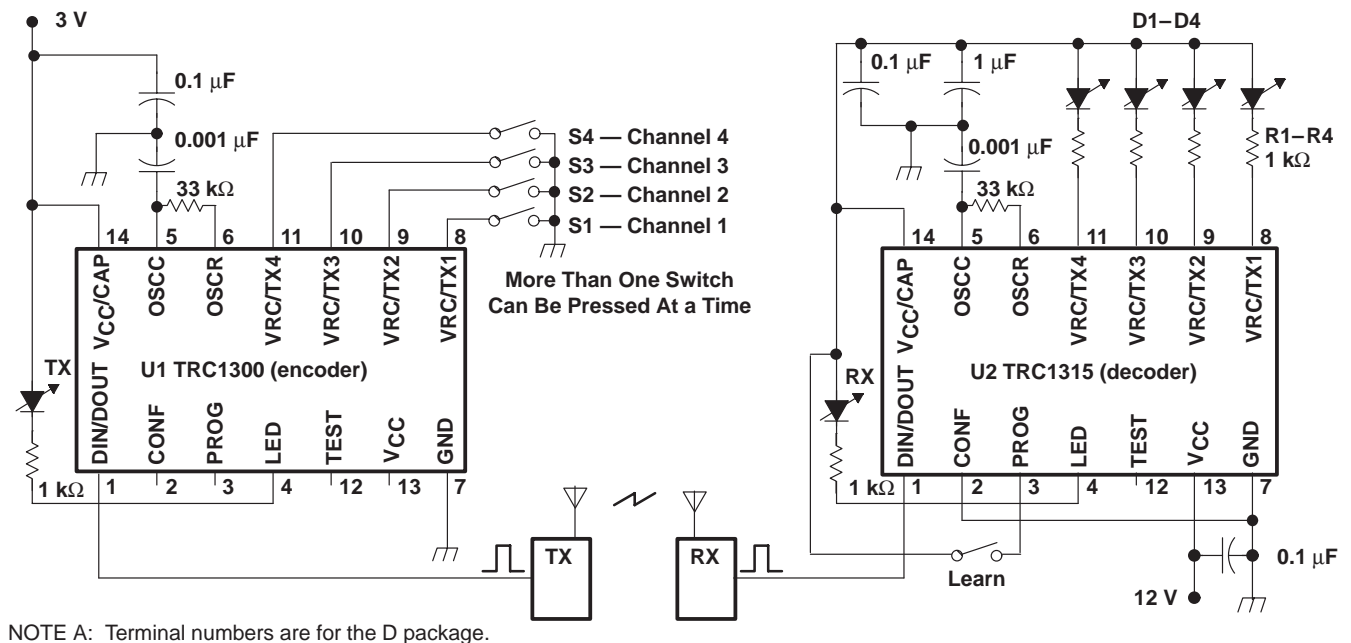 3 V
0.1 μF
0.001 μF
33 kΩ
S4 — Channel 4
S3 — Channel 3
S2 — Channel 2
S1 — Channel 1
More Than One Switch
Can Be Pressed At a Time
14
5
6
11
10
9
8
VCC/CAP
OSCC
OSCR
VRC/TX4
VRC/TX3
VRC/TX2
VRC/TX1
TX
U1 TRC1300 (encoder)
DIN/DOUT
CONF
PROG
LED
TEST
VCC
GND
1 kΩ
1
2
3
4
12
13
7
TX
RX
D1–D4
0.1 μF
1 μF
0.001 μF
33 kΩ
R1–R4
1 kΩ
14
5
6
11
10
9
8
VCC/CAP
OSCC
OSCR
VRC/TX4
VRC/TX3
VRC/TX2
VRC/TX1
RX
U2 TRC1315 (decoder)
DIN/DOUT
CONF
PROG
LED
TEST
VCC
GND
1 kΩ
1
2
3
4
12
13
7
Learn
0.1 μF
12 V
NOTE A: Terminal numbers are for the D package.